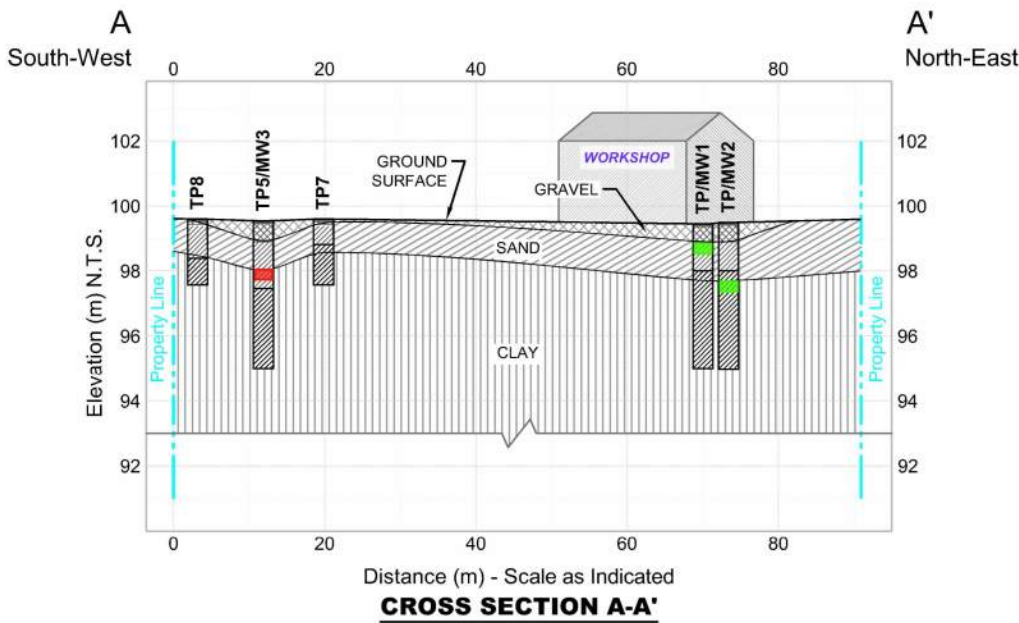 A
A'
South-West
North-East
0 20 40 60 80
102
100
98
96
94
92
102
100
98
96
94
92
Elevation (m) N.T.S.
Property Line
Property Line
TP8
TP5/MW3
TP7
GROUND
SURFACE
WORKSHOP
GRAVEL
TP/MW1
TP/MW2
SAND
CLAY
0 20 40 60 80
Distance (m) - Scale as Indicated
CROSS SECTION A-A'